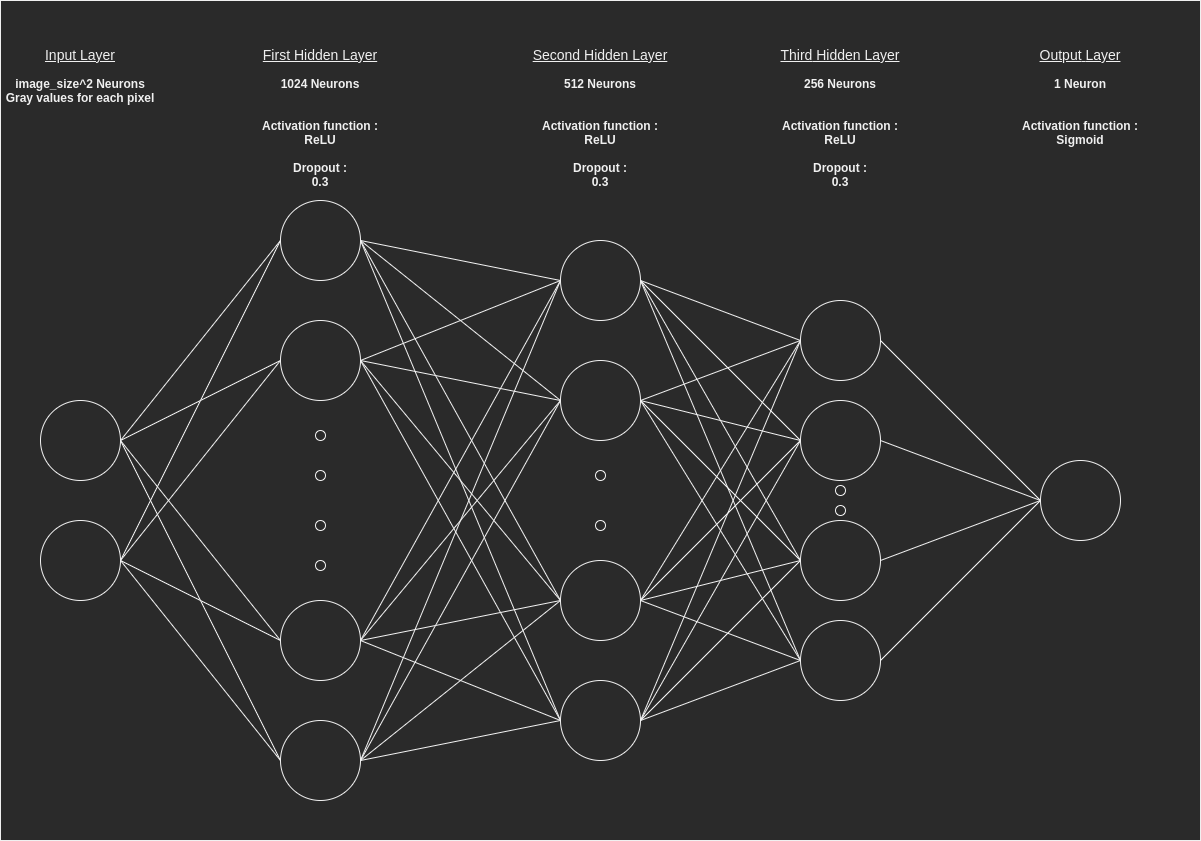 Input Layer
image_size^2 Neurons
Gray values for each pixel
First Hidden Layer
1024 Neurons
Activation function :
ReLU
Dropout :
0.3
Second Hidden Layer
512 Neurons
Activation function :
ReLU
Dropout :
0.3
Third Hidden Layer
256 Neurons
Activation function :
ReLU
Dropout :
0.3
Output Layer
1 Neuron
Activation function :
Sigmoid